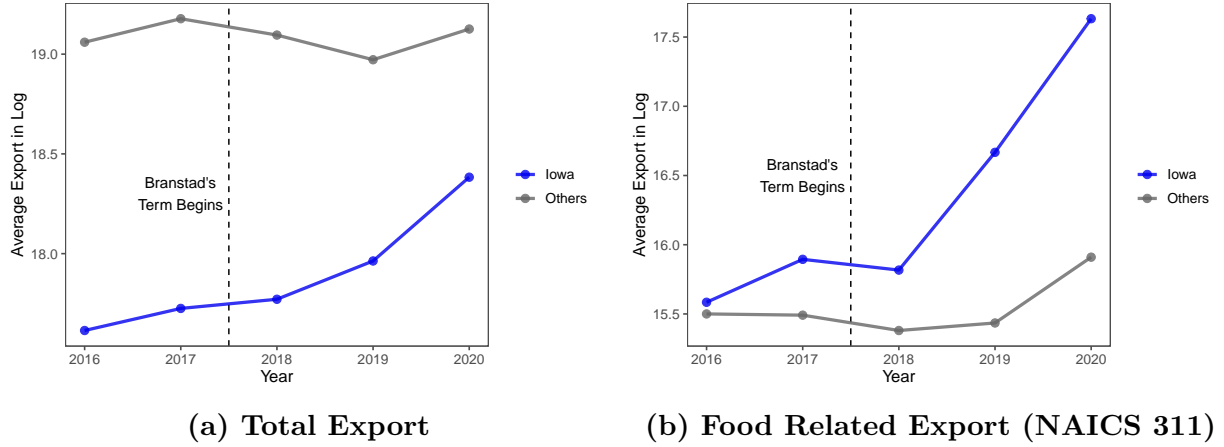 Average Export in Log
19.0
18.5
18.0
Branstad's
Term Begins
2016
2017
2018
2019
2020
Year
Iowa
Others
(a) Total Export
Average Export in Log
17.5
17.0
16.5
16.0
15.5
Branstad's
Term Begins
2016
2017
2018
2019
2020
Year
Iowa
Others
(b) Food Related Export (NAICS 311)